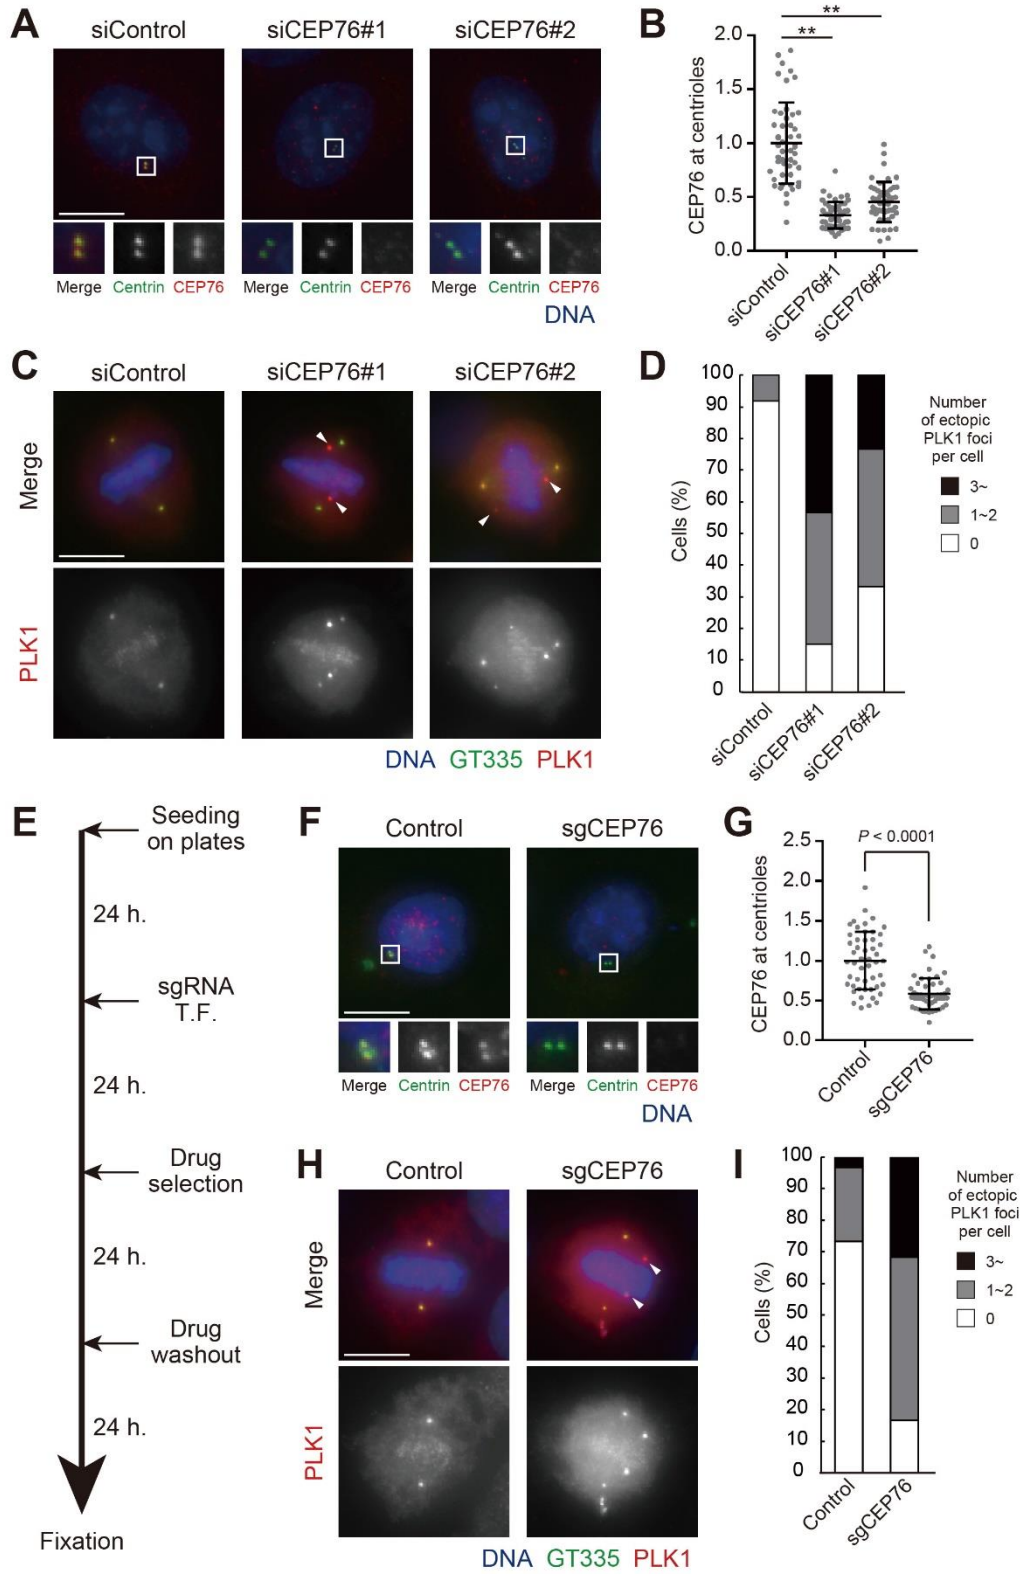 A
siControl
siCEP76#1
siCEP76#2
Merge
Centrin
CEP76
Merge
Centrin
CEP76
Merge
Centrin
CEP76
DNA
B
**
**
CEP76 at centrioles
2.0
1.5
1.0
0.5
0.0
siControl
siCEP76#1
siCEP76#2
C
siControl
siCEP76#1
siCEP76#2
Merge
PLK1
DNA GT335 PLK1
D
Cells (%)
100
90
80
70
60
50
40
30
20
10
0
siControl
siCEP76#1
siCEP76#2
Number
of ectopic
PLK1 foci
per cell
3~
1~2
0
E
Seeding
on plates
24 h.
sgRNA
T.F.
24 h.
Drug
selection
24 h.
Drug
washout
24 h.
Fixation
F
Control
sgCEP76
Merge
Centrin
CEP76
Merge
Centrin
CEP76
DNA
G
P < 0.0001
CEP76 at centrioles
2.5
2.0
1.5
1.0
0.5
0.0
Control
sgCEP76
H
Control
sgCEP76
Merge
PLK1
DNA GT335 PLK1
I
Cells (%)
100
90
80
70
60
50
40
30
20
10
0
Control
sgCEP76
Number
of ectopic
PLK1 foci
per cell
3~
1~2
0